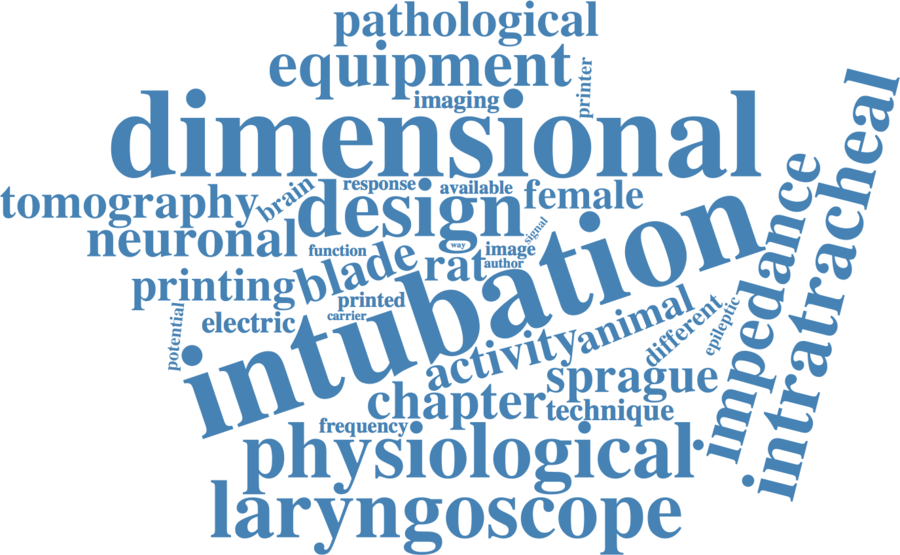 pathological
equipment
printer
imaging
dimensional
tomography
brain
response
available
female
design
neuronal
function
way
signal
image
author
rat
blade
printing
printed
carrier
potential
electric
intubation
impedance
intratracheal
activity
animal
different
epileptic
sprague
chapter
technique
frequency
physiological
laryngoscope